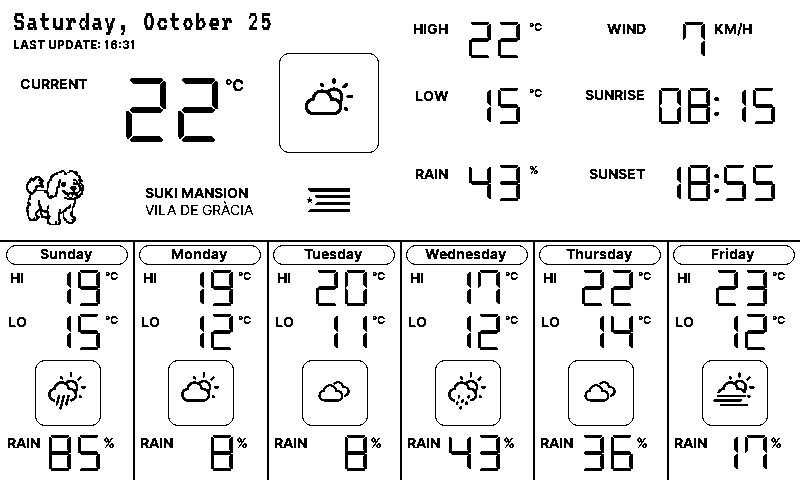 Saturday, October 25
LAST UPDATE: 16:31
CURRENT 22 °C
HIGH 22 °C
WIND 7 KM/H
LOW 15 °C
SUNRISE 08:15
RAIN 43 %
SUNSET 18:55
SUKI MANSION
VILA DE GRÀCIA
Sunday
HI 19 °C
LO 15 °C
RAIN 85 %
Monday
HI 19 °C
LO 12 °C
RAIN 8 %
Tuesday
HI 20 °C
LO 11 °C
RAIN 8 %
Wednesday
HI 17 °C
LO 12 °C
RAIN 43 %
Thursday
HI 22 °C
LO 14 °C
RAIN 36 %
Friday
HI 23 °C
LO 12 °C
RAIN 17 %